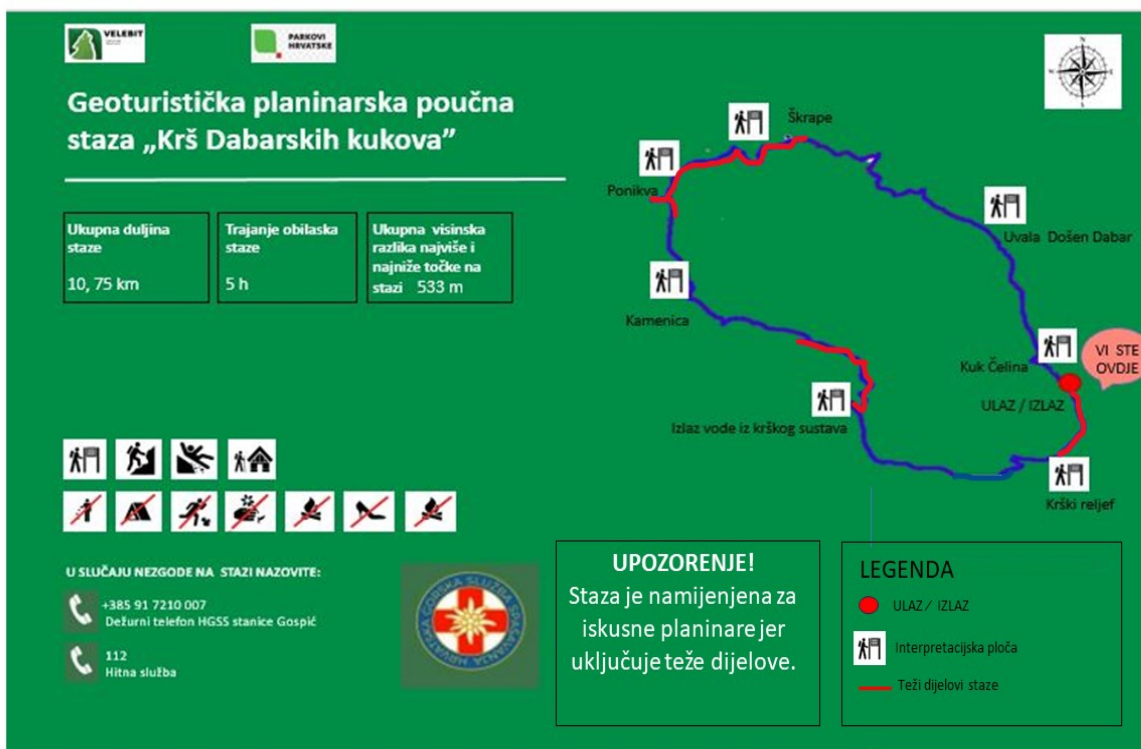 VELEBIT
PARKOVI
HRVATSKE
Geoturistička planinarska poučna
staza „Krš Dabarskih kukova”
Ukupna duljina
staze
10, 75 km
Trajanje obilaska
staze
5 h
Ukupna visinska
razlika najviše i
najniže točke na
stazi 533 m
N
Škrape
Ponikva
Uvala Došen Dabar
Kamenica
Kuk Čelina
VI STE
OVDJE
ULAZ / IZLAZ
Izlaz vode iz krškog sustava
Krški reljef
U SLUČAJU NEZGODE NA STAZI NAZOVITE:
+385 91 7210 007
Dežurni telefon HGSS stanice Gospić
112
Hitna služba
HRVATSKA GORSKA SLUŽBA SPAŠAVANJA
UPOZORENJE!
Staza je namijenjena za
iskusne planinare jer
uključuje teže dijelove.
LEGENDA
ULAZ / IZLAZ
Interpretacijska ploča
Teži dijelovi staze